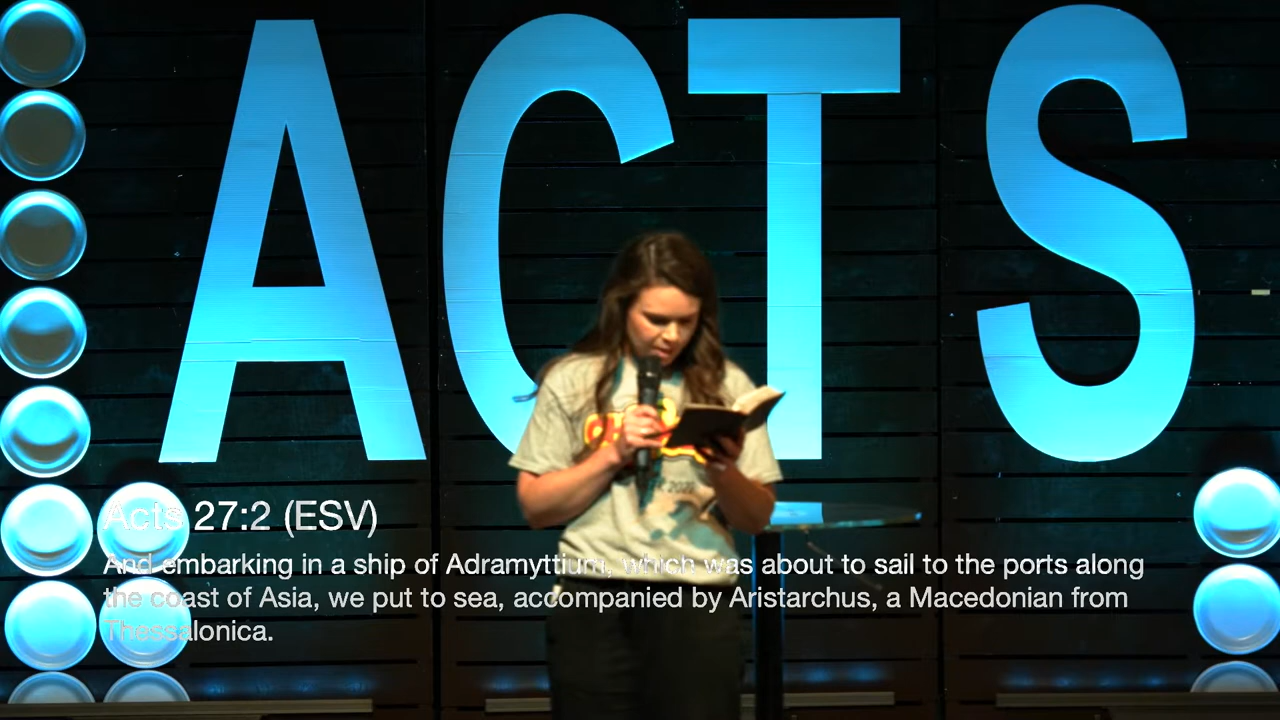 ACTS
Acts 27:2 (ESV)
And embarking in a ship of Adramyttium, which was about to sail to the ports along
the coast of Asia, we put to sea, accompanied by Aristarchus, a Macedonian from
Thessalonica.